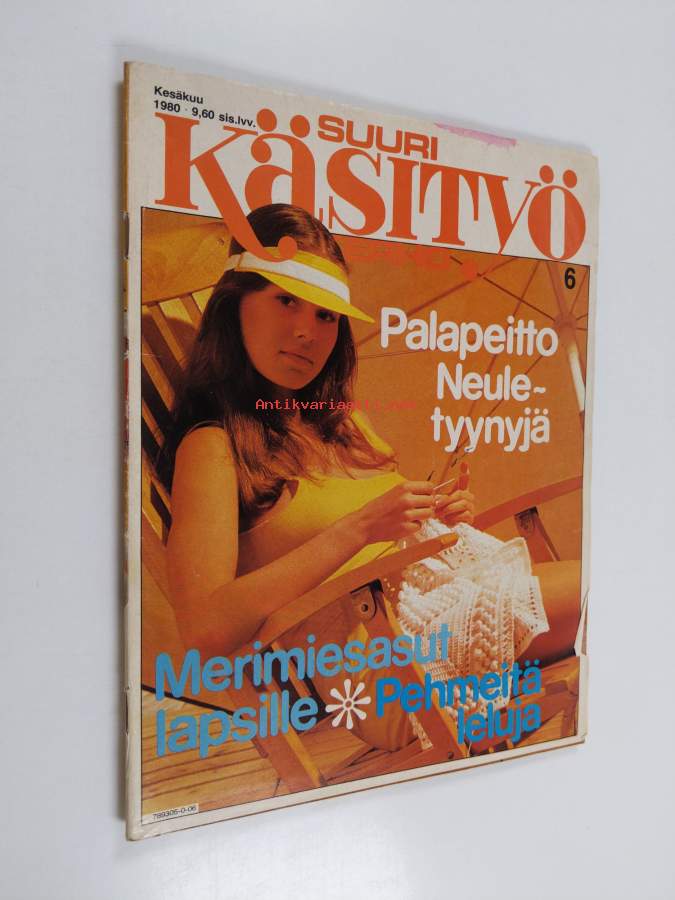 Kesäkuu
1980 · 9,60 sis.lvv.
SUURI
KÄSITYÖ
6
Palapeitto
Neule~
tyynyjä
Antikvariaatti.com
Merimiesasut
lapsille * Pehmeitä
leluja
789305-0-06